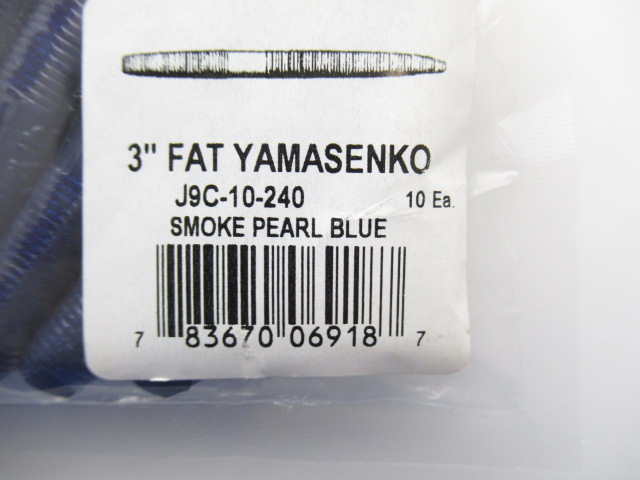 3" FAT YAMASENKO
J9C-10-240 10 Ea.
SMOKE PEARL BLUE
7 83670 06918 7